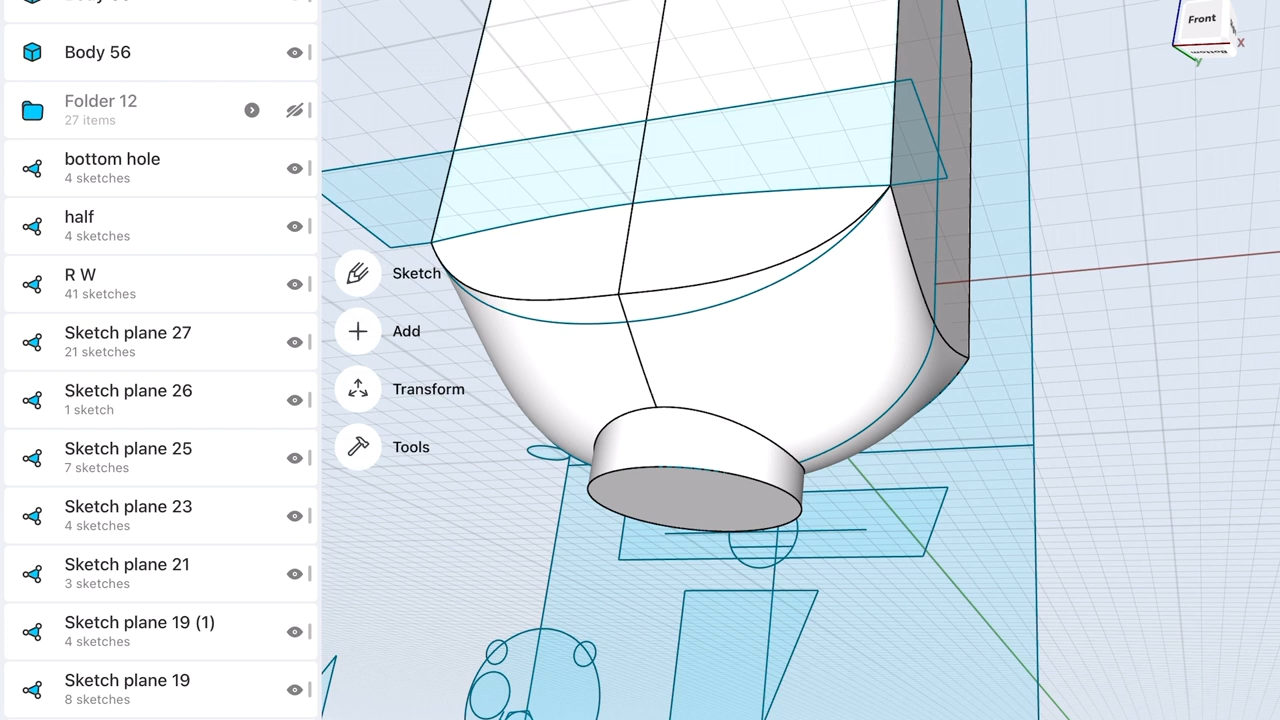 Body 56
Folder 12
27 items
bottom hole
4 sketches
half
4 sketches
R W
41 sketches
Sketch plane 27
21 sketches
Sketch plane 26
1 sketch
Sketch plane 25
7 sketches
Sketch plane 23
4 sketches
Sketch plane 21
3 sketches
Sketch plane 19 (1)
4 sketches
Sketch plane 19
8 sketches
Sketch
Add
Transform
Tools
Front
Bottom
X
Y